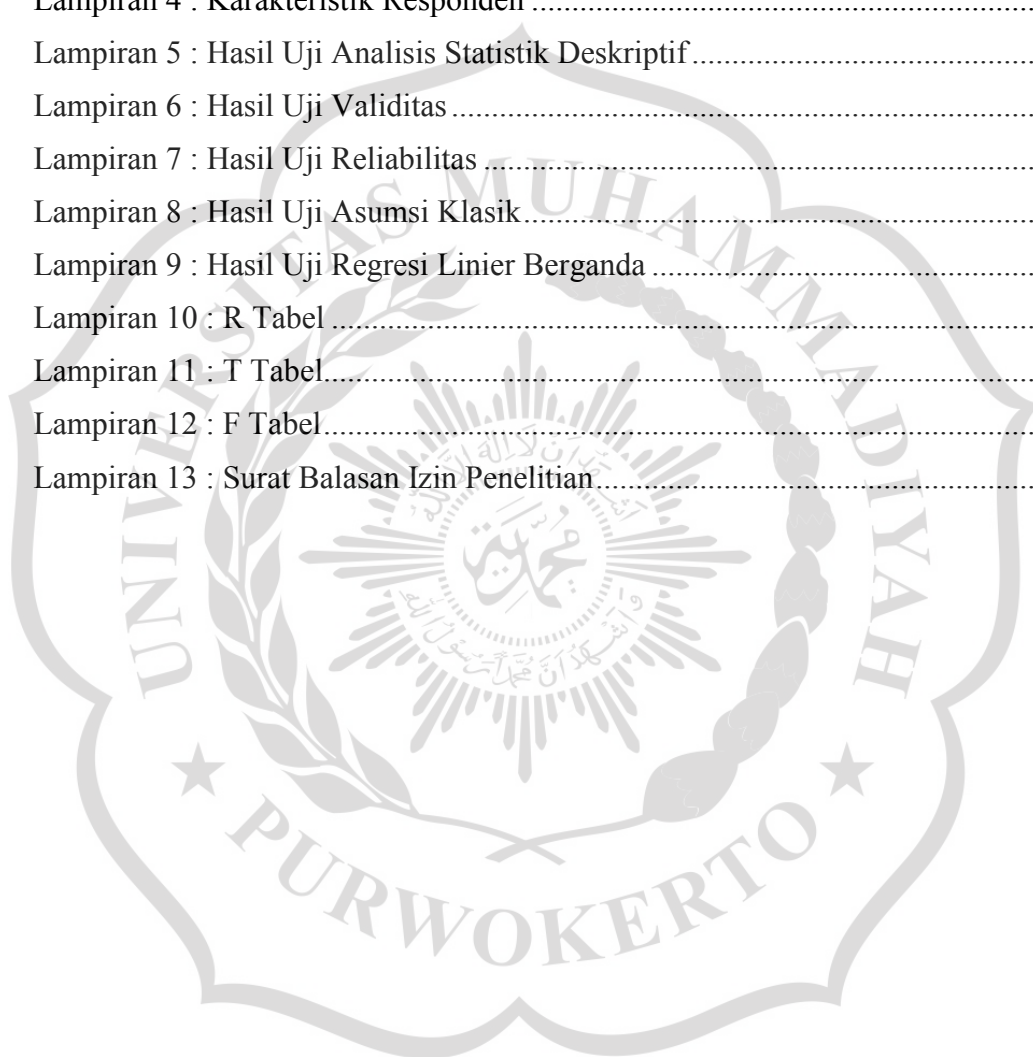 Lampiran 4 : Karakteristik Responden ....................................................................
Lampiran 5 : Hasil Uji Analisis Statistik Deskriptif..............................................
Lampiran 6 : Hasil Uji Validitas ..............................................................................
Lampiran 7 : Hasil Uji Reliabilitas ..........................................................................
Lampiran 8 : Hasil Uji Asumsi Klasik.....................................................................
Lampiran 9 : Hasil Uji Regresi Linier Berganda ...................................................
Lampiran 10 : R Tabel ..............................................................................................
Lampiran 11 : T Tabel...............................................................................................
Lampiran 12 : F Tabel...............................................................................................
Lampiran 13 : Surat Balasan Izin Penelitian..........................................................
UNIVERSITAS MUHAMMADIYAH
PURWOKERTO